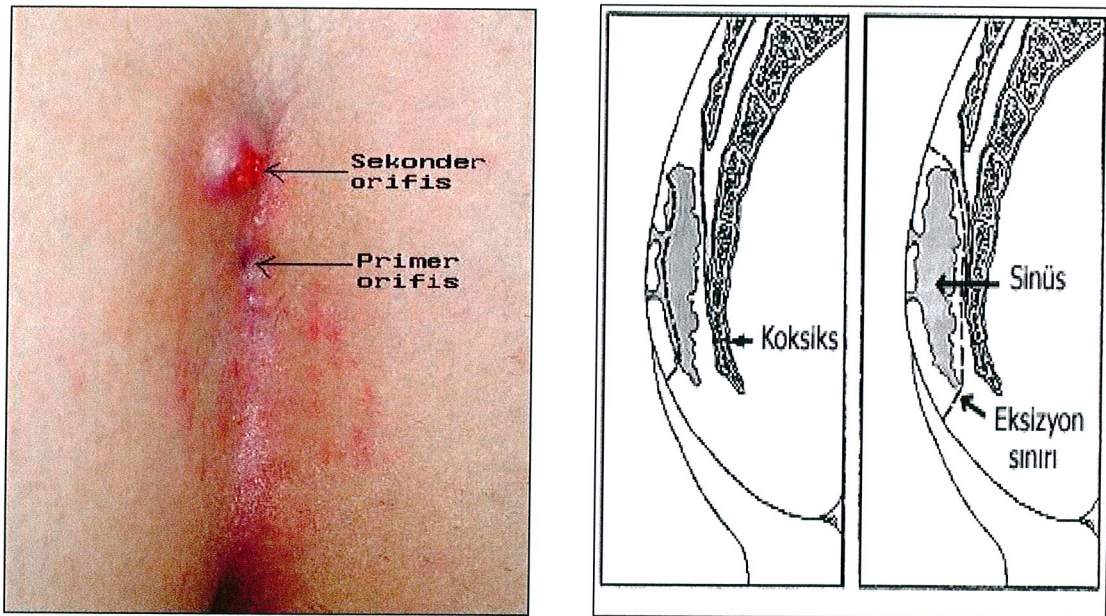 Sekonder
orifis
Primer
orifis
Koksiks
Sinüs
Eksizyon
sınırı